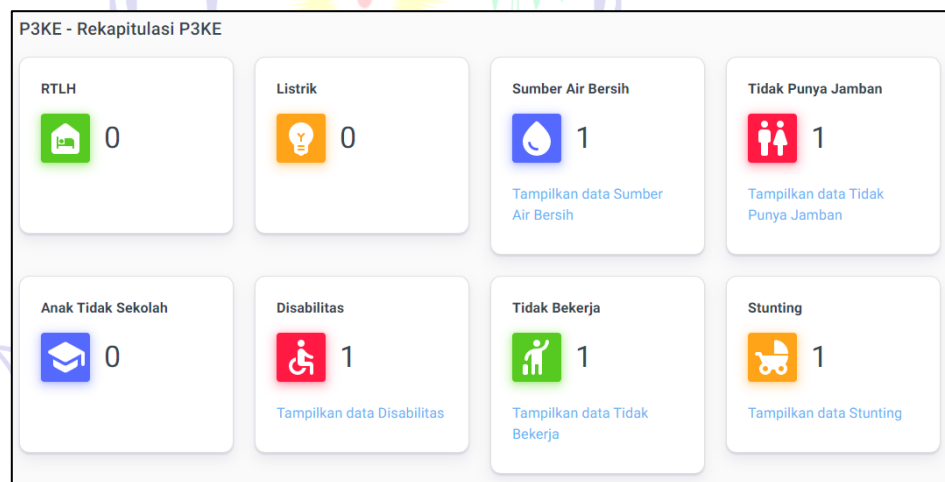 P3KE - Rekapitulasi P3KE
RTLH
0
Listrik
0
Sumber Air Bersih
1
Tampilkan data Sumber
Air Bersih
Tidak Punya Jamban
1
Tampilkan data Tidak
Punya Jamban
Anak Tidak Sekolah
0
Disabilitas
1
Tampilkan data Disabilitas
Tidak Bekerja
1
Tampilkan data Tidak
Bekerja
Stunting
1
Tampilkan data Stunting